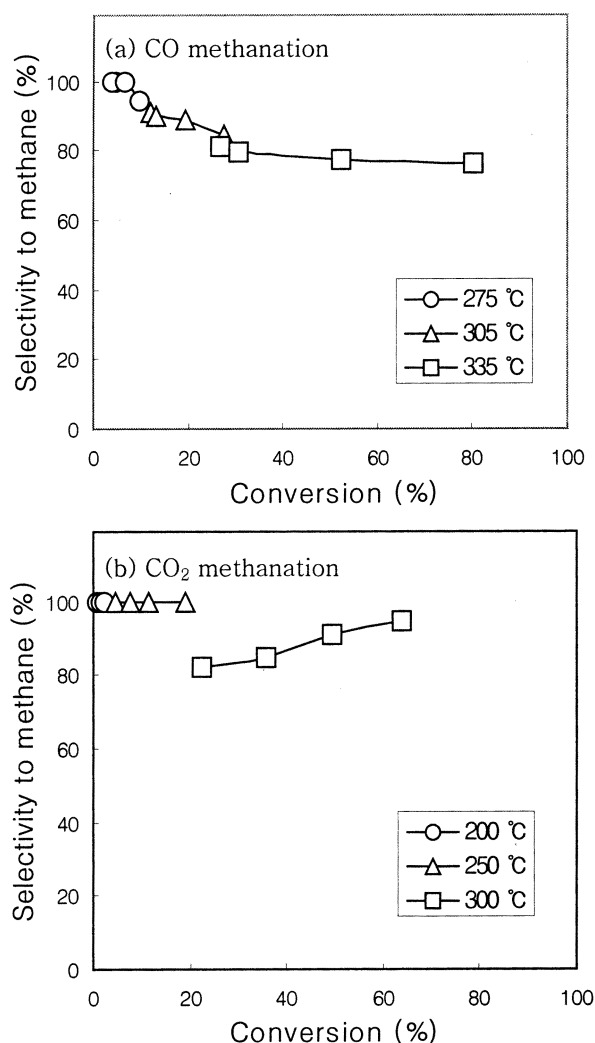 (a) CO methanation
Selectivity to methane (%)
100
80
60
40
20
0
275 ℃
305 ℃
335 ℃
0 20 40 60 80 100
Conversion (%)
(b) CO₂ methanation
Selectivity to methane (%)
100
80
60
40
20
0
200 ℃
250 ℃
300 ℃
0 20 40 60 80 100
Conversion (%)